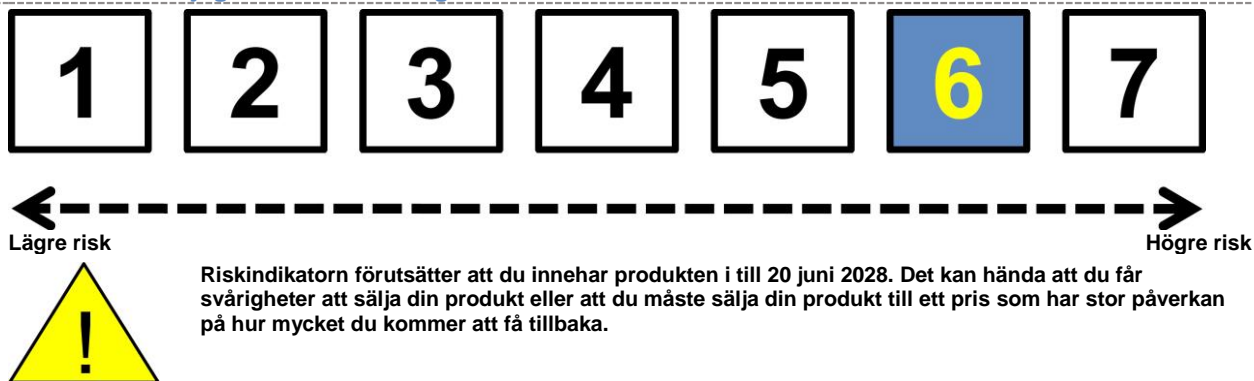 1 2 3 4 5 6 7
Lägre risk Högre risk
Riskindikatorn förutsätter att du innehar produkten i till 20 juni 2028. Det kan hända att du får
svårigheter att sälja din produkt eller att du måste sälja din produkt till ett pris som har stor påverkan
på hur mycket du kommer att få tillbaka.
!